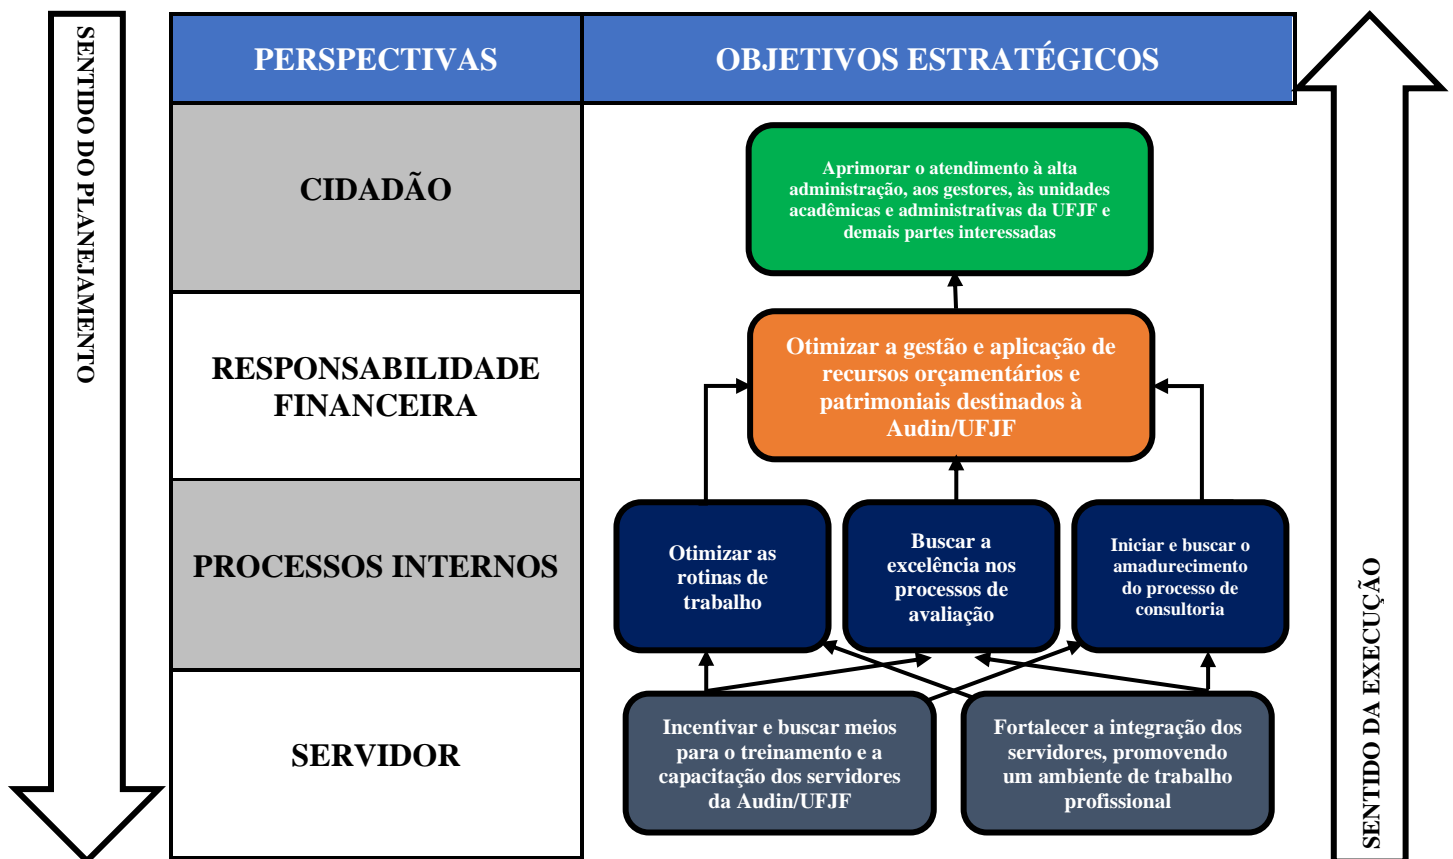 SENTIDO DO PLANEJAMENTO
PERSPECTIVAS
OBJETIVOS ESTRATÉGICOS
CIDADÃO
Aprimorar o atendimento à alta
administração, aos gestores, às unidades
acadêmicas e administrativas da UFJF e
demais partes interessadas
RESPONSABILIDADE
FINANCEIRA
Otimizar a gestão e aplicação de
recursos orçamentários e
patrimoniais destinados à
Audin/UFJF
PROCESSOS INTERNOS
Otimizar as
rotinas de
trabalho
Buscar a
excelência nos
processos de
avaliação
Iniciar e buscar o
amadurecimento
do processo de
consultoria
SERVIDOR
Incentivar e buscar meios
para o treinamento e a
capacitação dos servidores
da Audin/UFJF
Fortalecer a integração dos
servidores, promovendo
um ambiente de trabalho
profissional
SENTIDO DA EXECUÇÃO